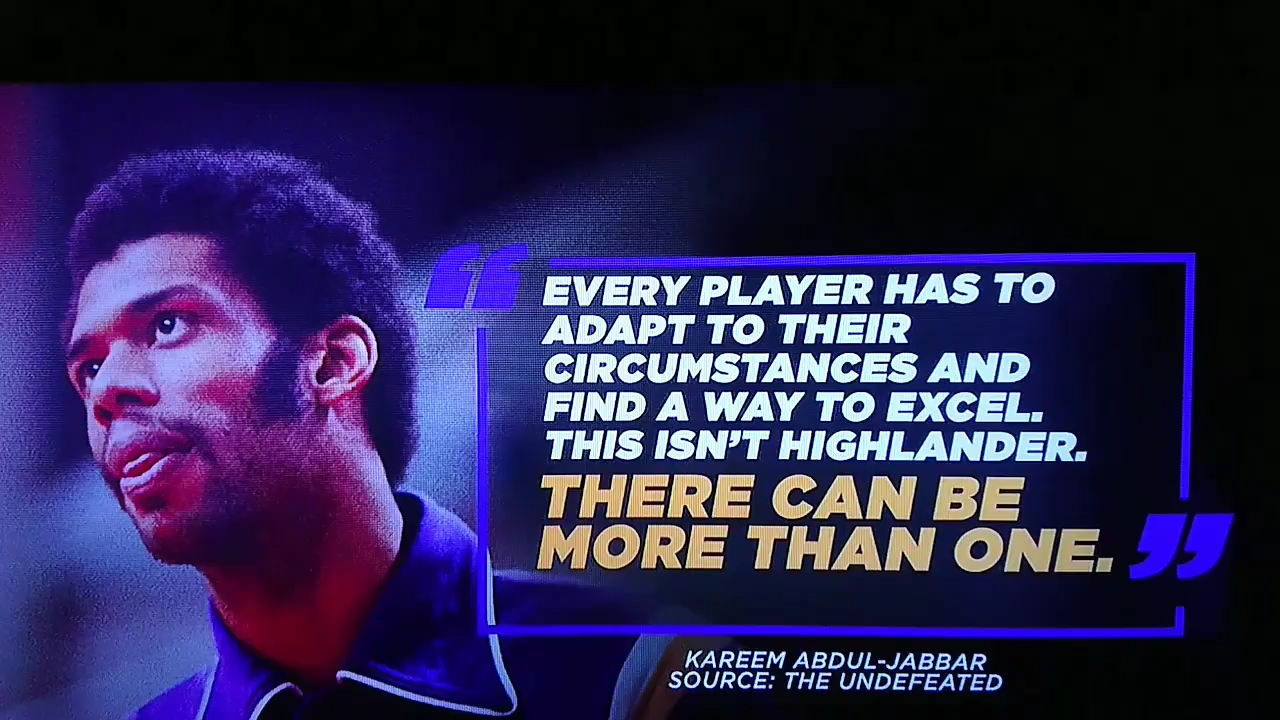 “EVERY PLAYER HAS TO
ADAPT TO THEIR
CIRCUMSTANCES AND
FIND A WAY TO EXCEL.
THIS ISN’T HIGHLANDER.
THERE CAN BE
MORE THAN ONE.”
KAREEM ABDUL-JABBAR
SOURCE: THE UNDEFEATED